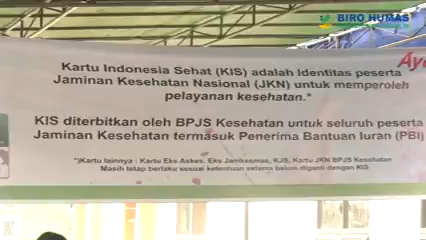 BIRO HUMAS
Ay
Kartu Indonesia Sehat (KIS) adalah Identitas peserta
Jaminan Kesehatan Nasional (JKN) untuk memperoleh
pelayanan kesehatan.*
KIS diterbitkan oleh BPJS Kesehatan untuk seluruh peserta
Jaminan Kesehatan termasuk Penerima Bantuan Iuran (PBI)
*)Kartu lainnya : Kartu Eks Askes, Eks Jamkesmas, KJS, Kartu JKN BPJS Kesehatan
Masih tetap berlaku sesuai ketentuan selama belum diganti dengan KIS